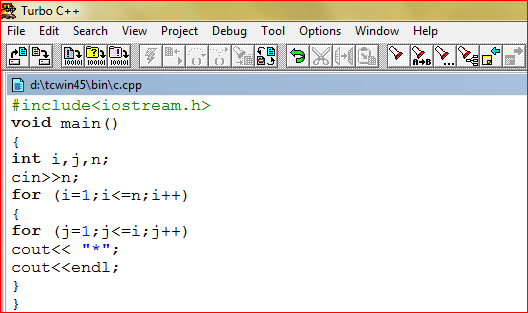 Turbo C++
File Edit Search View Project Debug Tool Options Window Help
d:\tcwin45\bin\c.cpp
#include<iostream.h>
void main()
{
int i,j,n;
cin>>n;
for (i=1;i<=n;i++)
{
for (j=1;j<=i;j++)
cout<< "*";
cout<<endl;
}
}